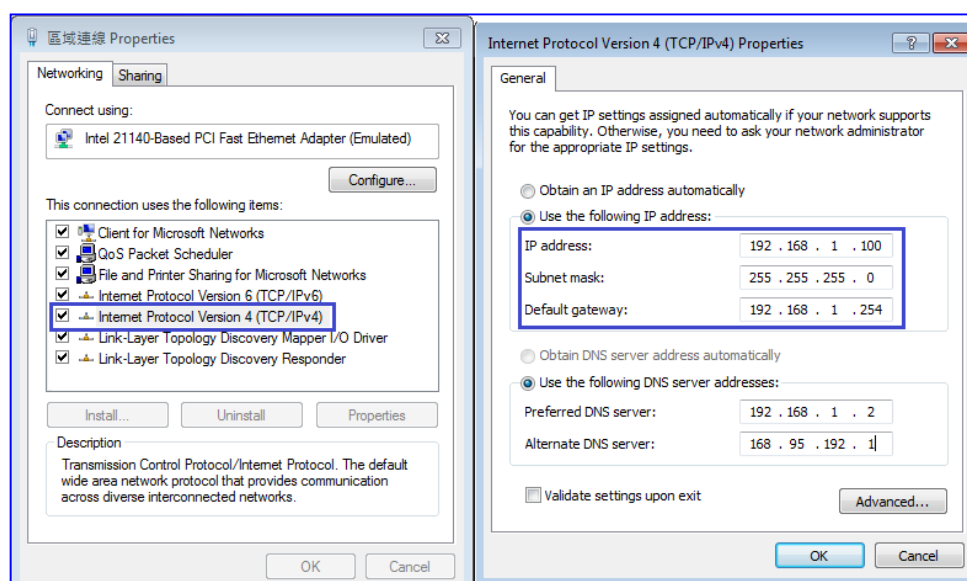 區域連線 Properties
Networking
Sharing
Connect using:
Intel 21140-Based PCI Fast Ethernet Adapter (Emulated)
Configure...
This connection uses the following items:
Client for Microsoft Networks
QoS Packet Scheduler
File and Printer Sharing for Microsoft Networks
Internet Protocol Version 6 (TCP/IPv6)
Internet Protocol Version 4 (TCP/IPv4)
Link-Layer Topology Discovery Mapper I/O Driver
Link-Layer Topology Discovery Responder
Install...
Uninstall
Properties
Description
Transmission Control Protocol/Internet Protocol. The default
wide area network protocol that provides communication
across diverse interconnected networks.
OK
Cancel
Internet Protocol Version 4 (TCP/IPv4) Properties
General
You can get IP settings assigned automatically if your network supports
this capability. Otherwise, you need to ask your network administrator
for the appropriate IP settings.
Obtain an IP address automatically
Use the following IP address:
IP address: 192 . 168 . 1 . 100
Subnet mask: 255 . 255 . 255 . 0
Default gateway: 192 . 168 . 1 . 254
Obtain DNS server address automatically
Use the following DNS server addresses:
Preferred DNS server: 192 . 168 . 1 . 2
Alternate DNS server: 168 . 95 . 192 . 1
Validate settings upon exit
Advanced...
OK
Cancel